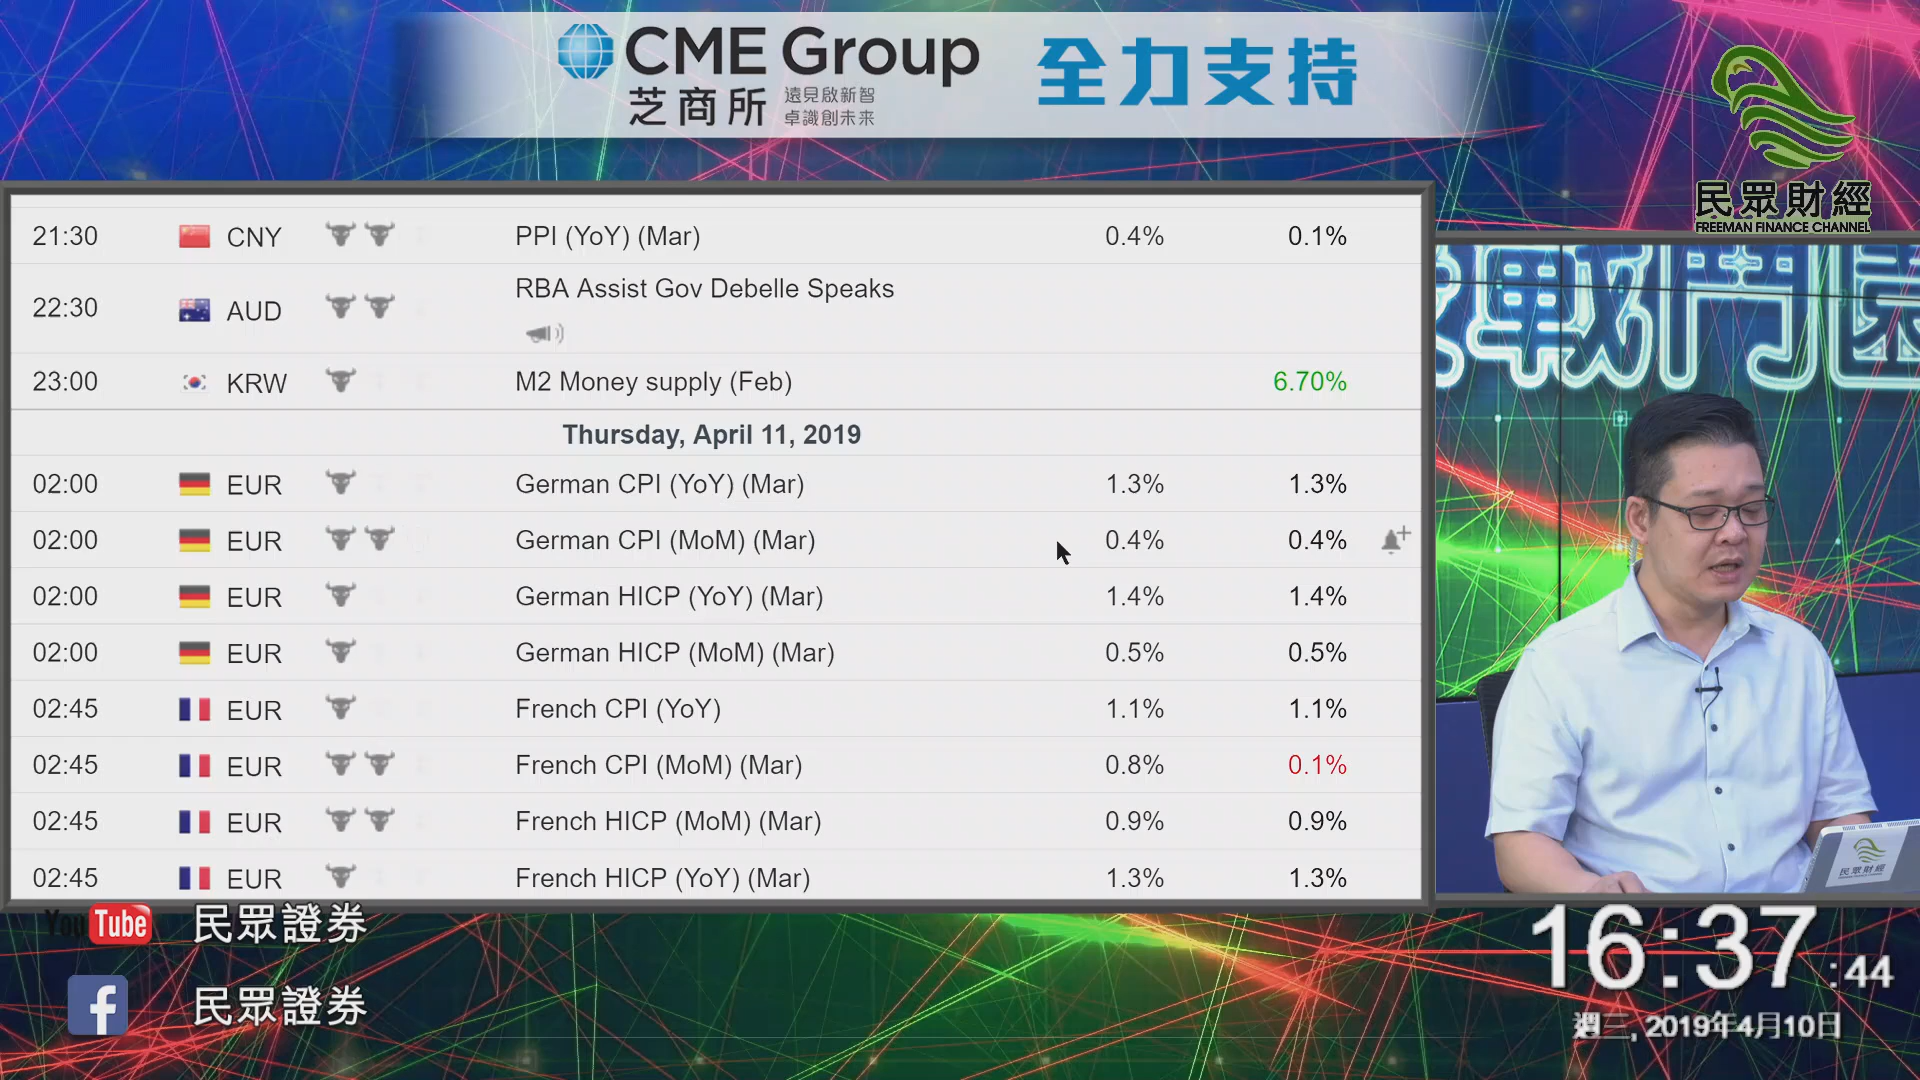 CME Group
芝商所
遠見啟新智
卓識創未來
全力支持
民眾財經
FREEMAN FINANCE CHANNEL
21:30 CNY PPI (YoY) (Mar) 0.4% 0.1%
22:30 AUD RBA Assist Gov Debelle Speaks
23:00 KRW M2 Money supply (Feb) 6.70%
Thursday, April 11, 2019
02:00 EUR German CPI (YoY) (Mar) 1.3% 1.3%
02:00 EUR German CPI (MoM) (Mar) 0.4% 0.4%
02:00 EUR German HICP (YoY) (Mar) 1.4% 1.4%
02:00 EUR German HICP (MoM) (Mar) 0.5% 0.5%
02:45 EUR French CPI (YoY) 1.1% 1.1%
02:45 EUR French CPI (MoM) (Mar) 0.8% 0.1%
02:45 EUR French HICP (MoM) (Mar) 0.9% 0.9%
02:45 EUR French HICP (YoY) (Mar) 1.3% 1.3%
戰鬥
民眾財經
YouTube 民眾證券
f 民眾證券
16:37:44
週三, 2019年4月10日